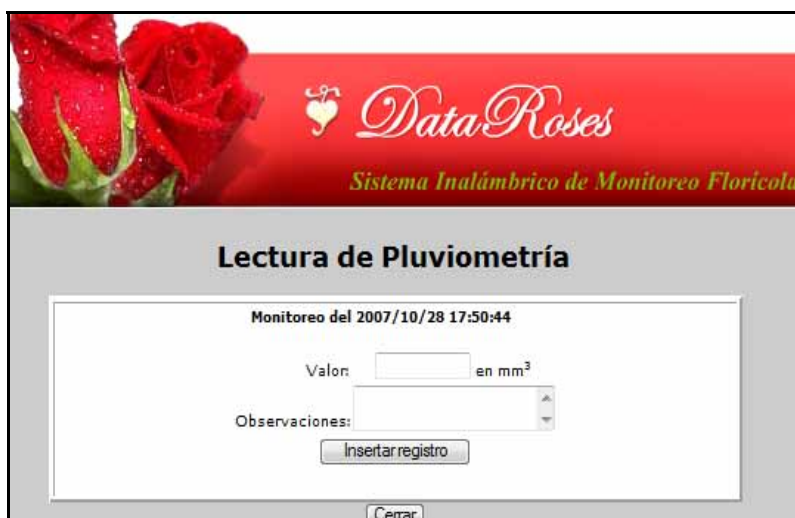 DataRoses
Sistema Inalámbrico de Monitoreo Florícola
Lectura de Pluviometría
Monitoreo del 2007/10/28 17:50:44
Valor: en mm³
Observaciones:
Insertar registro
Cerrar